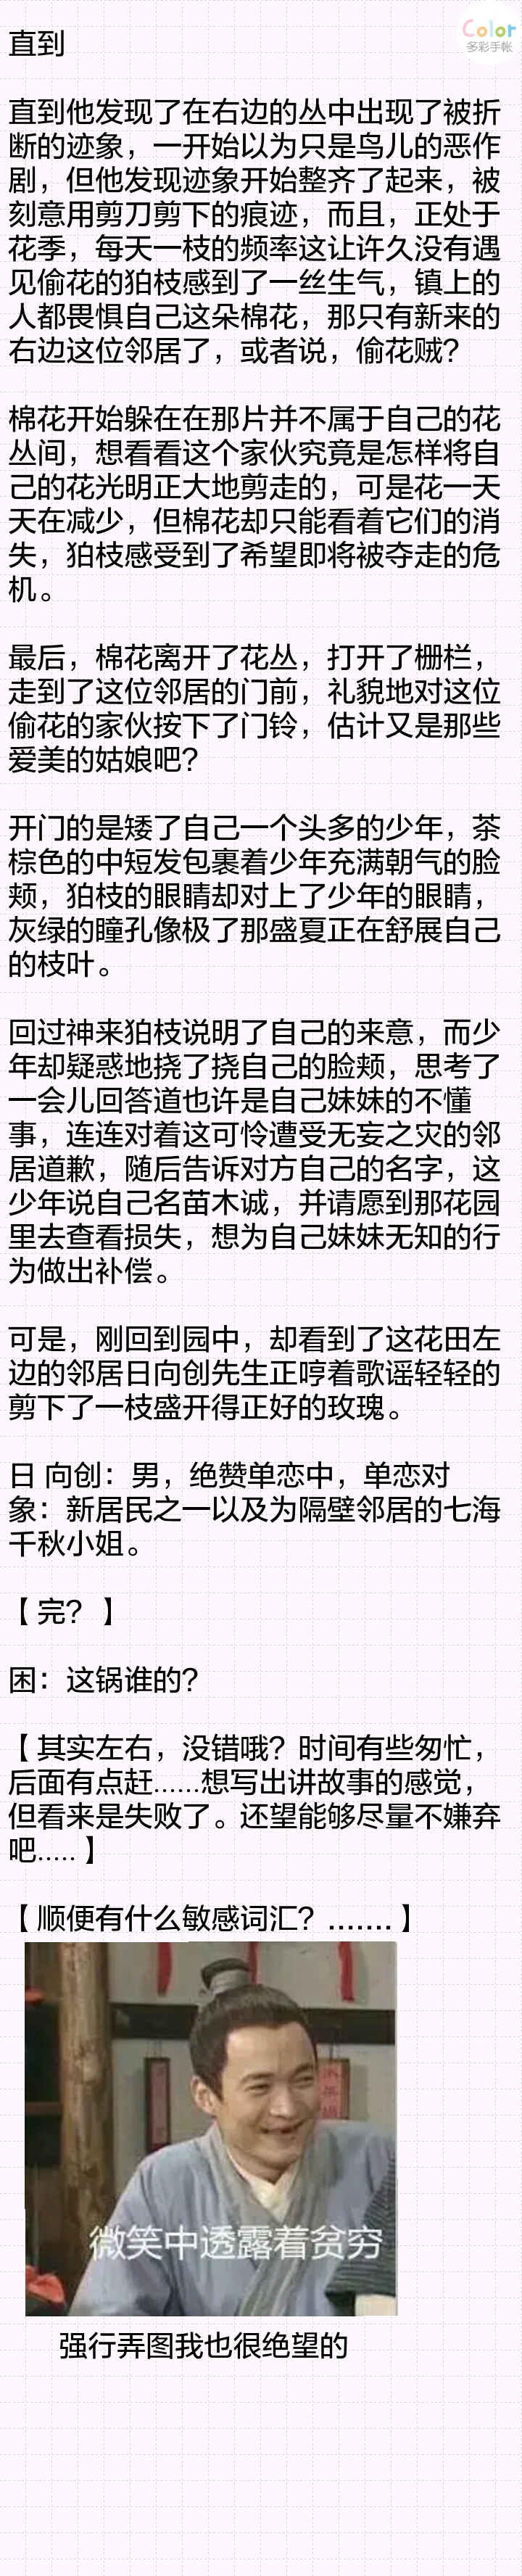 Color
多彩手帐
直到
直到他发现了在右边的丛中出现了被折
断的迹象，一开始以为只是鸟儿的恶作
剧，但他发现迹象开始整齐了起来，被
刻意用剪刀剪下的痕迹，而且，正处于
花季，每天一枝的频率这让许久没有遇
见偷花的狛枝感到了一丝生气，镇上的
人都畏惧自己这朵棉花，那只有新来的
右边这位邻居了，或者说，偷花贼?
棉花开始躲在在那片并不属于自己的花
丛间，想看看这个家伙究竟是怎样将自
己的花光明正大地剪走的，可是花一天
天在减少，但棉花却只能看着它们的消
失，狛枝感受到了希望即将被夺走的危
机。
最后，棉花离开了花丛，打开了栅栏，
走到了这位邻居的门前，礼貌地对这位
偷花的家伙按下了门铃，估计又是那些
爱美的姑娘吧?
开门的是矮了自己一个头多的少年，茶
棕色的中短发包裹着少年充满朝气的脸
颊，狛枝的眼睛却对上了少年的眼睛，
灰绿的瞳孔像极了那盛夏正在舒展自己
的枝叶。
回过神来狛枝说明了自己的来意，而少
年却疑惑地挠了挠自己的脸颊，思考了
一会儿回答道也许是自己妹妹的不懂
事，连连对着这可怜遭受无妄之灾的邻
居道歉，随后告诉对方自己的名字，这
少年说自己名苗木诚，并请愿到那花园
里去查看损失，想为自己妹妹无知的行
为做出补偿。
可是，刚回到园中，却看到了这花田左
边的邻居日向创先生正哼着歌谣轻轻的
剪下了一枝盛开得正好的玫瑰。
日 向创：男，绝赞单恋中，单恋对
象：新居民之一以及为隔壁邻居的七海
千秋小姐。
【 完? 】
困：这锅谁的?
【 其实左右，没错哦? 时间有些匆忙，
后面有点赶......想写出讲故事的感觉，
但看来是失败了。还望能够尽量不嫌弃
吧..... 】
【 顺便有什么敏感词汇? ....... 】
微笑中透露着贫穷
强行弄图我也很绝望的